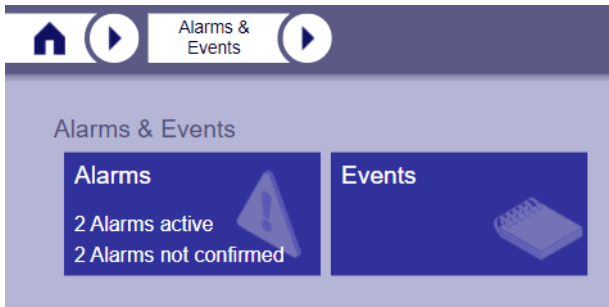 Alarms &
Events
Alarms & Events
Alarms
2 Alarms active
2 Alarms not confirmed
Events